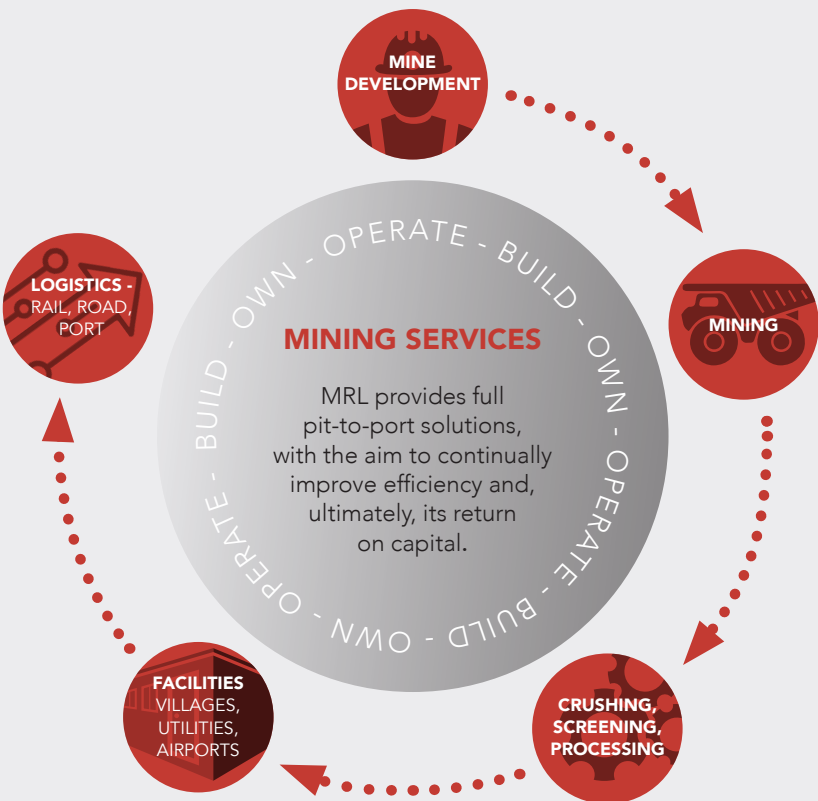 MINE
DEVELOPMENT
MINING
CRUSHING,
SCREENING,
PROCESSING
FACILITIES
VILLAGES,
UTILITIES,
AIRPORTS
LOGISTICS -
RAIL, ROAD,
PORT
BUILD - OWN - OPERATE - BUILD - OWN - OPERATE - BUILD - OWN - OPERATE -
MINING SERVICES
MRL provides full
pit-to-port solutions,
with the aim to continually
improve efficiency and,
ultimately, its return
on capital.